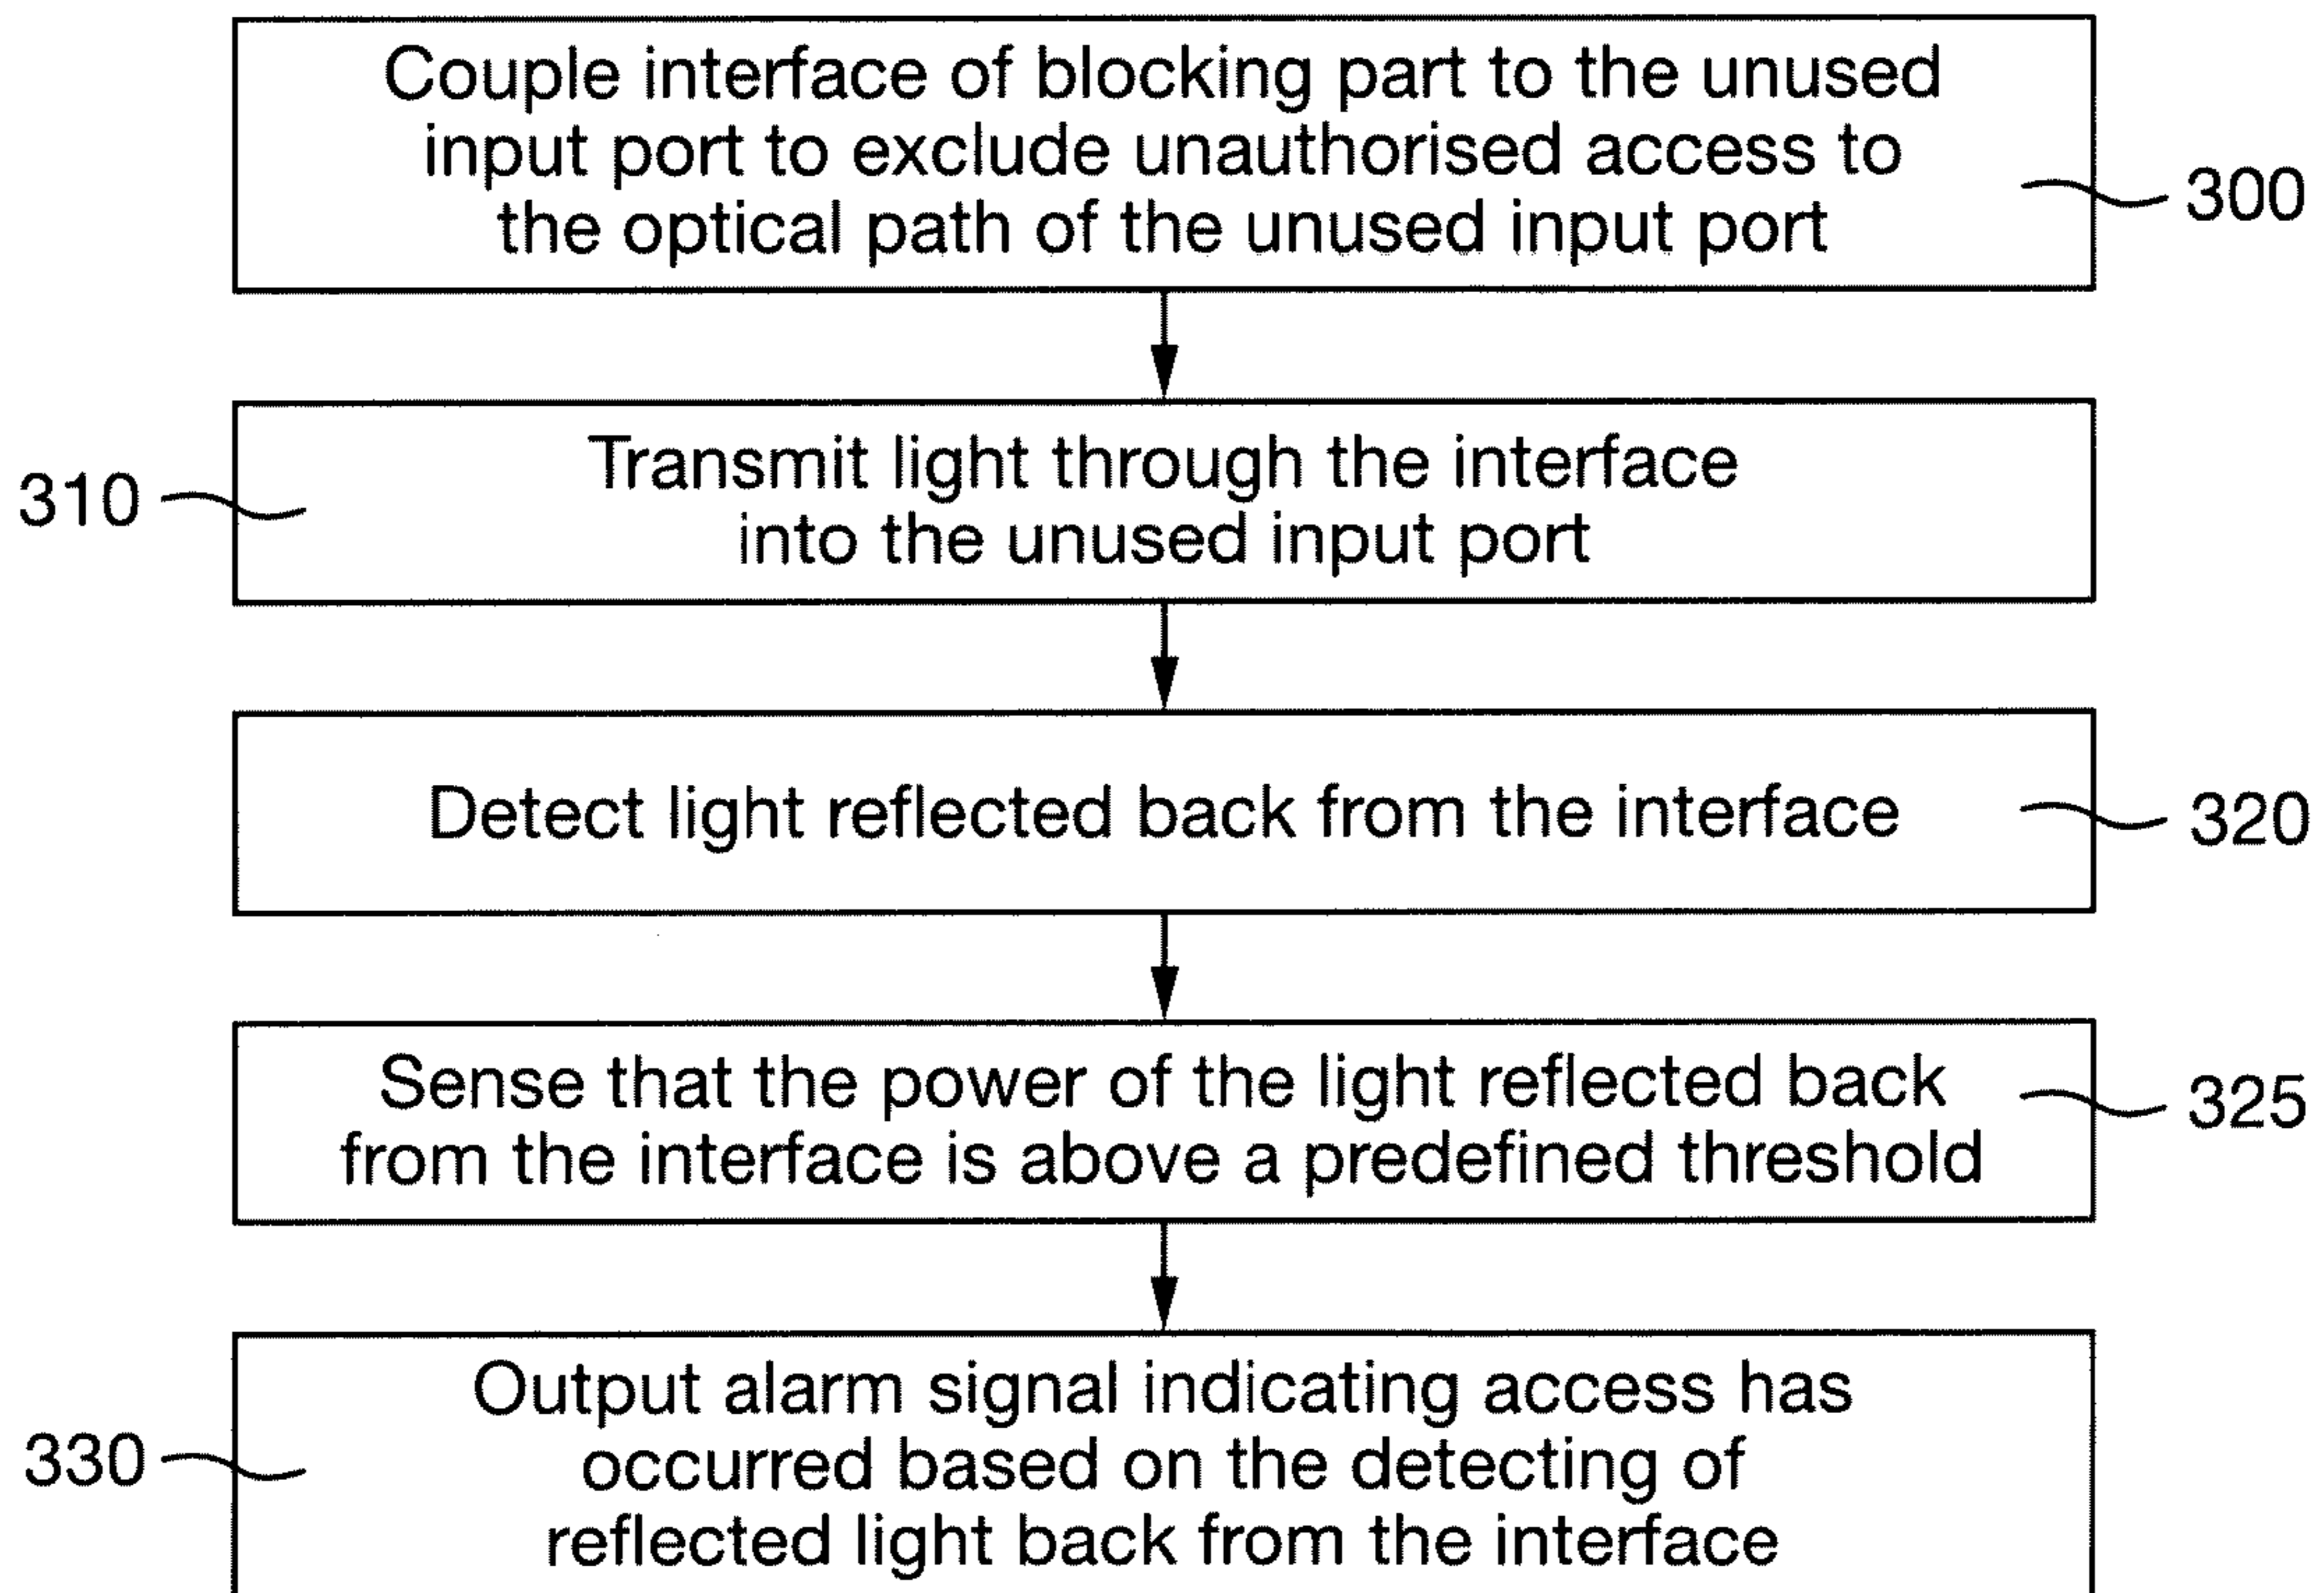 Couple interface of blocking part to the unused
input port to exclude unauthorised access to
the optical path of the unused input port
300
Transmit light through the interface
into the unused input port
310
Detect light reflected back from the interface
320
Sense that the power of the light reflected back
from the interface is above a predefined threshold
325
Output alarm signal indicating access has
occurred based on the detecting of
reflected light back from the interface
330